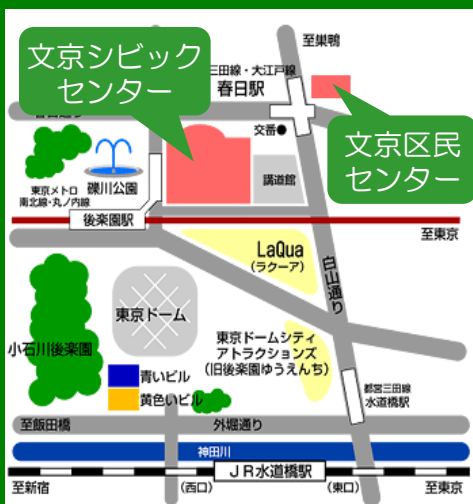 至巣鴨
文京シビック
センター
三田線・大江戸線
春日駅
交番●
文京区民
センター
東京メトロ
南北線・丸ノ内線
礫川公園
講道館
後楽園駅
至東京
LaQua
(ラクーア)
白山通り
東京ドーム
小石川後楽園
東京ドームシティ
アトラクションズ
(旧後楽園ゆうえんち)
青いビル
黄色いビル
都営三田線
水道橋駅
至飯田橋
外堀通り
神田川
JR水道橋駅
至新宿
(西口)
(東口)
至東京